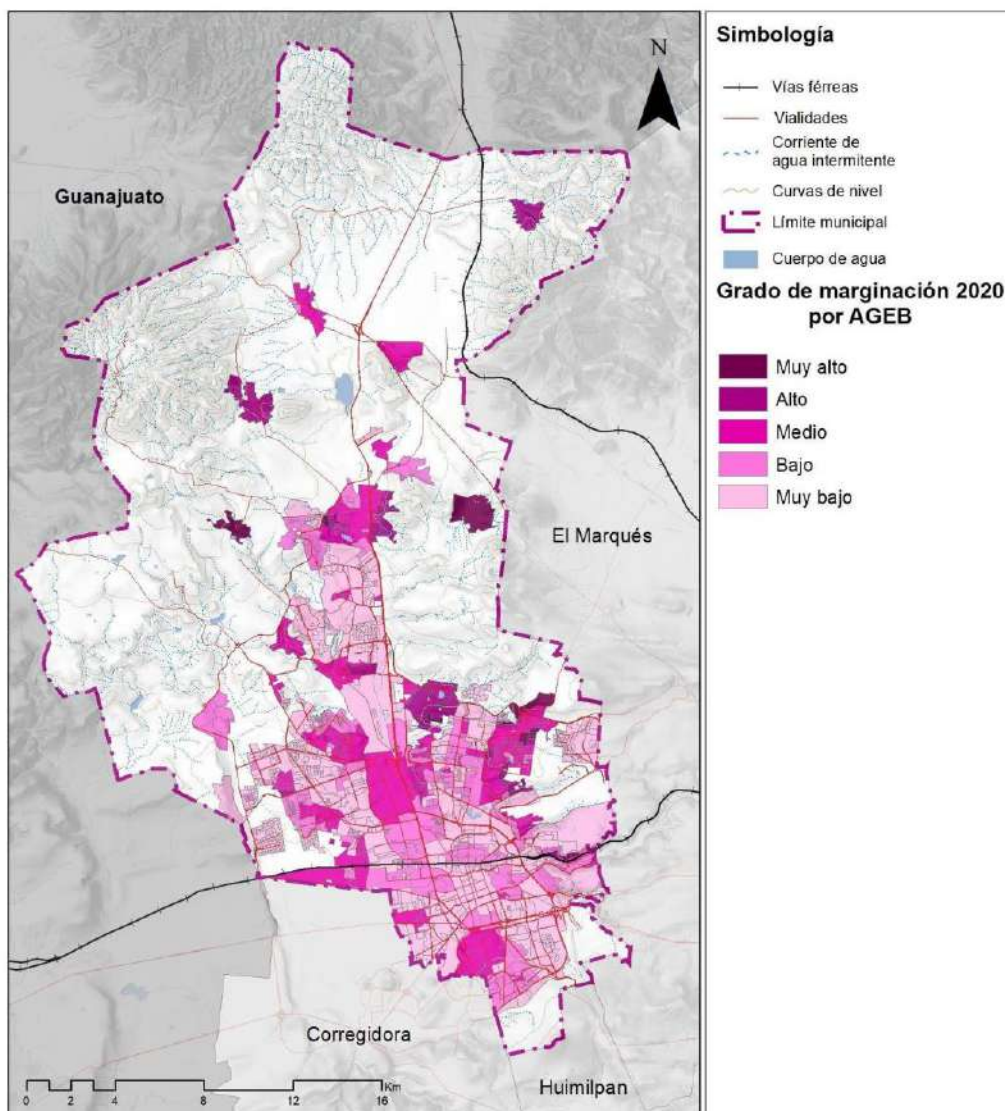 N
Guanajuato
El Marqués
Corregidora
Huimilpan
0 2 4 8 12 16
Km
Simbología
Vías férreas
Vialidades
Corriente de
agua intermitente
Curvas de nivel
Límite municipal
Cuerpo de agua
Grado de marginación 2020
por AGEB
Muy alto
Alto
Medio
Bajo
Muy bajo